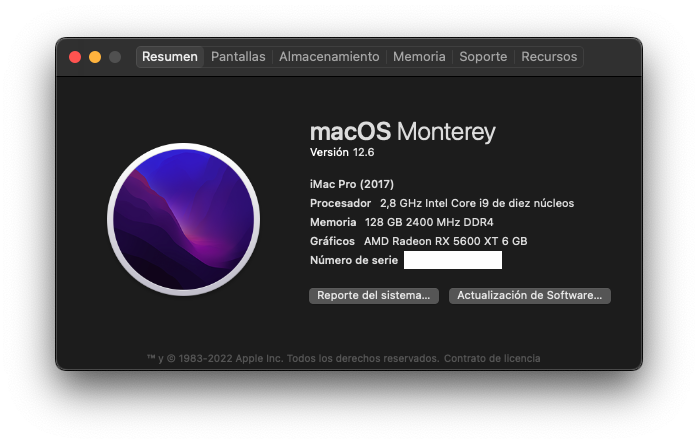 Resumen Pantallas Almacenamiento Memoria Soporte Recursos
macOS Monterey
Versión 12.6
iMac Pro (2017)
Procesador 2,8 GHz Intel Core i9 de diez núcleos
Memoria 128 GB 2400 MHz DDR4
Gráficos AMD Radeon RX 5600 XT 6 GB
Número de serie
Reporte del sistema... Actualización de Software...
™ y © 1983-2022 Apple Inc. Todos los derechos reservados. Contrato de licencia